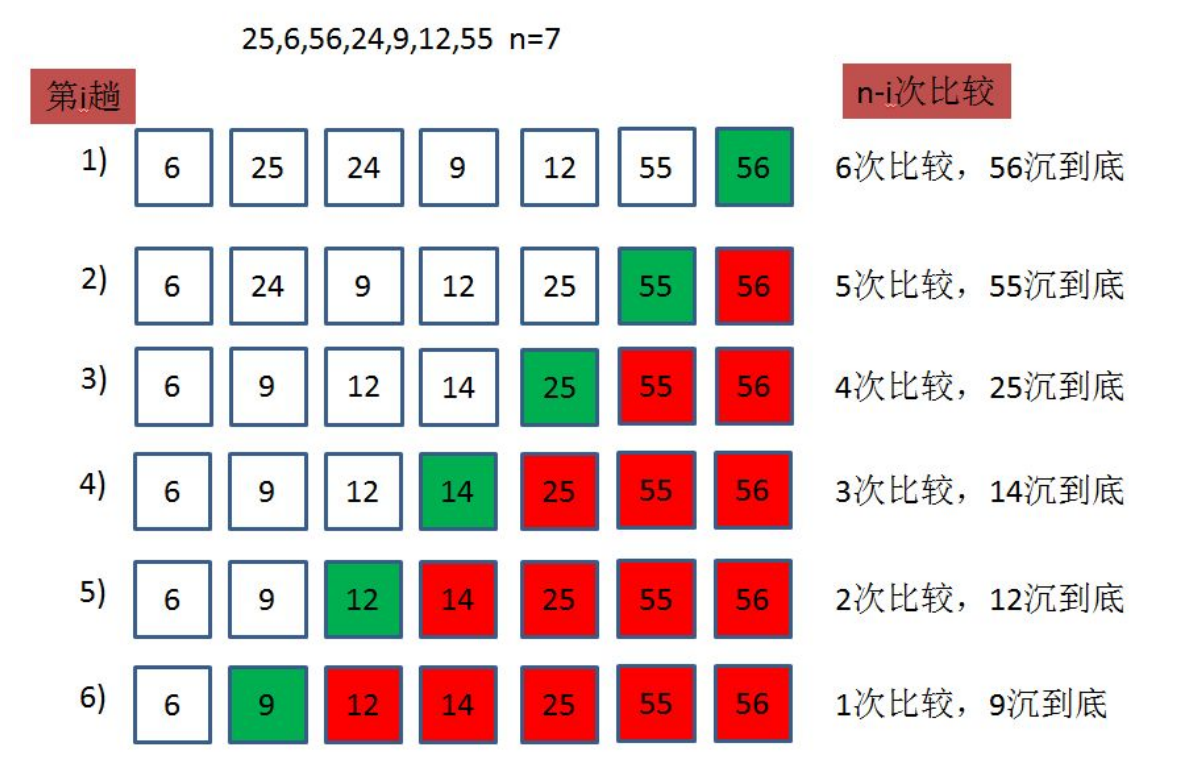 25,6,56,24,9,12,55 n=7
第i趟 n-i次比较
1) 6 25 24 9 12 55 56 6次比较，56沉到底
2) 6 24 9 12 25 55 56 5次比较，55沉到底
3) 6 9 12 14 25 55 56 4次比较，25沉到底
4) 6 9 12 14 25 55 56 3次比较，14沉到底
5) 6 9 12 14 25 55 56 2次比较，12沉到底
6) 6 9 12 14 25 55 56 1次比较，9沉到底